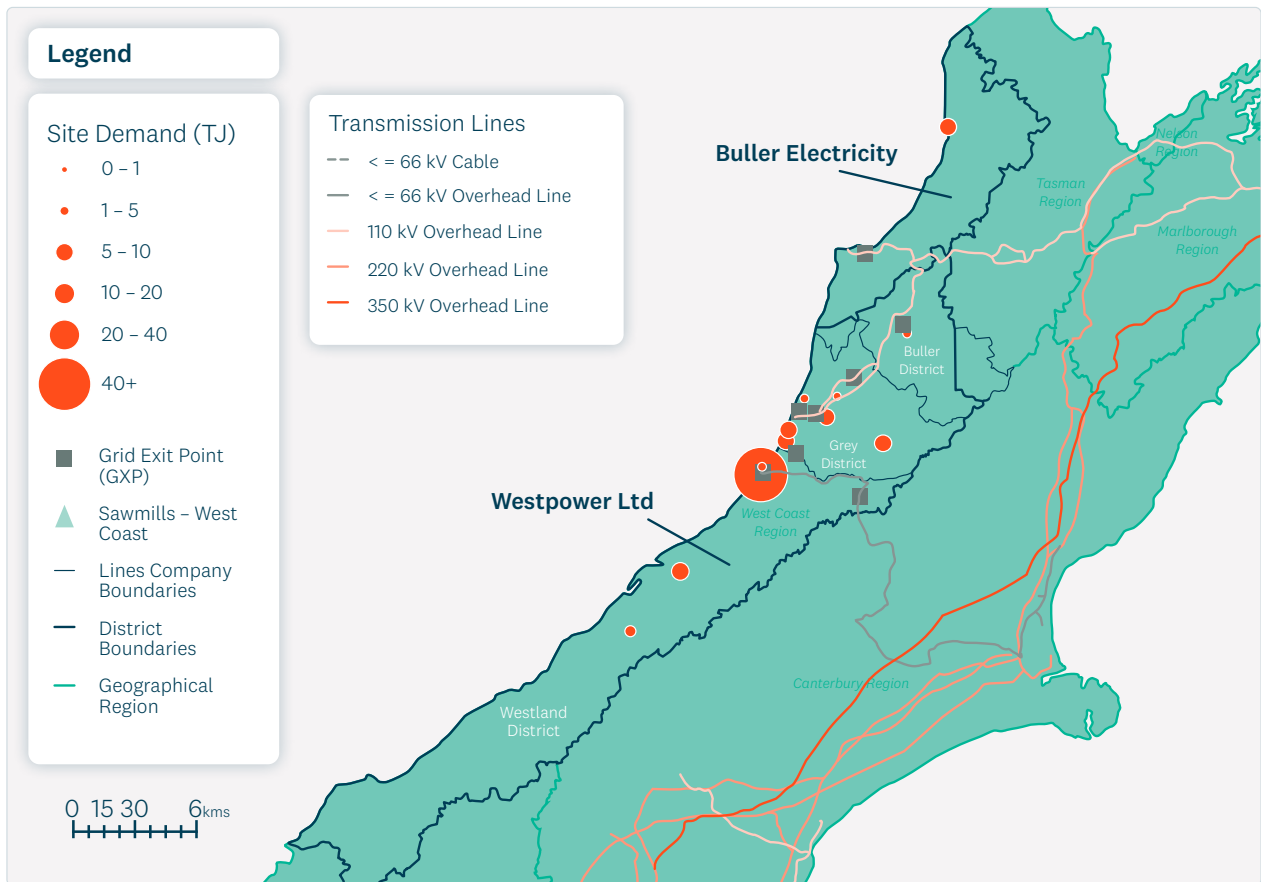 Legend
Site Demand (TJ)
0 – 1
1 – 5
5 – 10
10 – 20
20 – 40
40+
Grid Exit Point
(GXP)
Sawmills – West
Coast
Lines Company
Boundaries
District
Boundaries
Geographical
Region
0 15 30 6kms
Transmission Lines
< = 66 kV Cable
< = 66 kV Overhead Line
110 kV Overhead Line
220 kV Overhead Line
350 kV Overhead Line
Buller Electricity
Nelson
Region
Tasman
Region
Marlborough
Region
Buller
District
Grey
District
Westpower Ltd
West Coast
Region
Canterbury Region
Westland
District